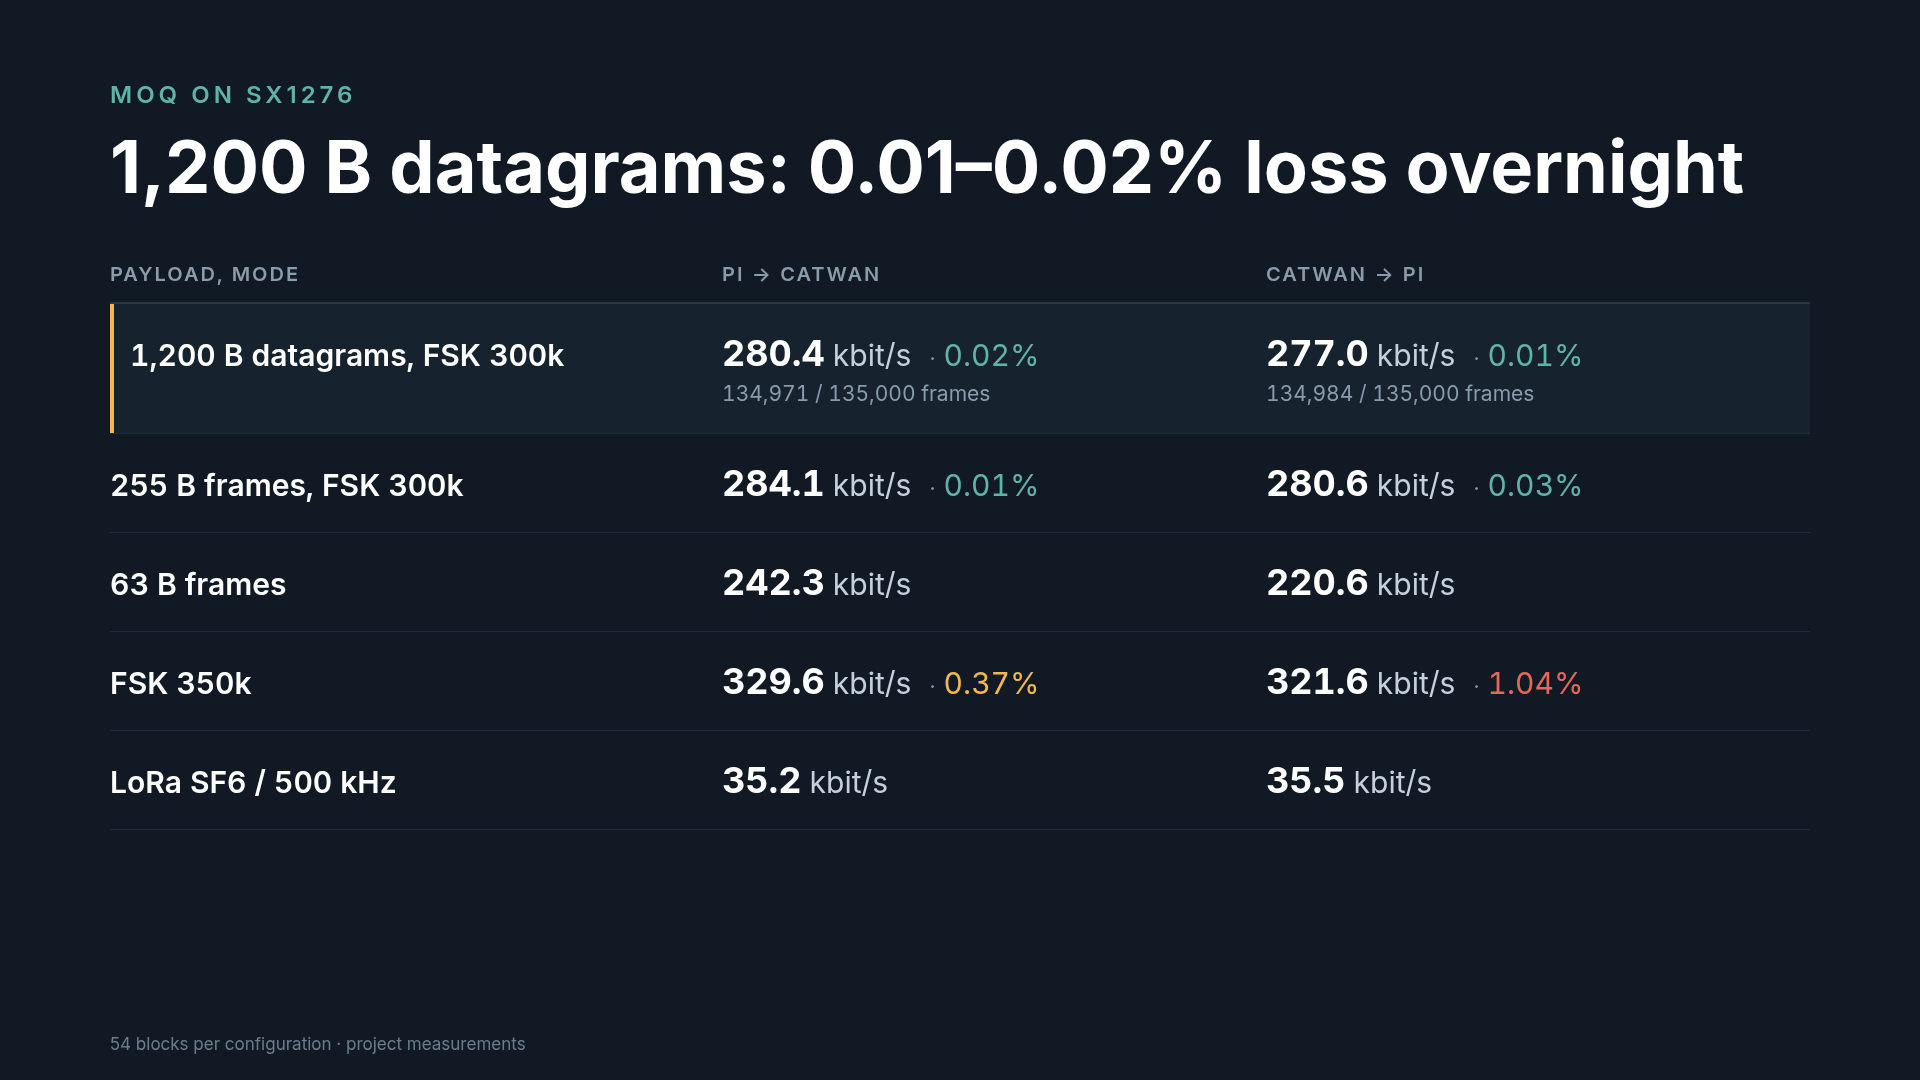 MOQ ON SX1276
1,200 B datagrams: 0.01–0.02% loss overnight
PAYLOAD, MODE PI → CATWAN CATWAN → PI
1,200 B datagrams, FSK 300k 280.4 kbit/s · 0.02% 277.0 kbit/s · 0.01%
134,971 / 135,000 frames 134,984 / 135,000 frames
255 B frames, FSK 300k 284.1 kbit/s · 0.01% 280.6 kbit/s · 0.03%
63 B frames 242.3 kbit/s 220.6 kbit/s
FSK 350k 329.6 kbit/s · 0.37% 321.6 kbit/s · 1.04%
LoRa SF6 / 500 kHz 35.2 kbit/s 35.5 kbit/s
54 blocks per configuration · project measurements